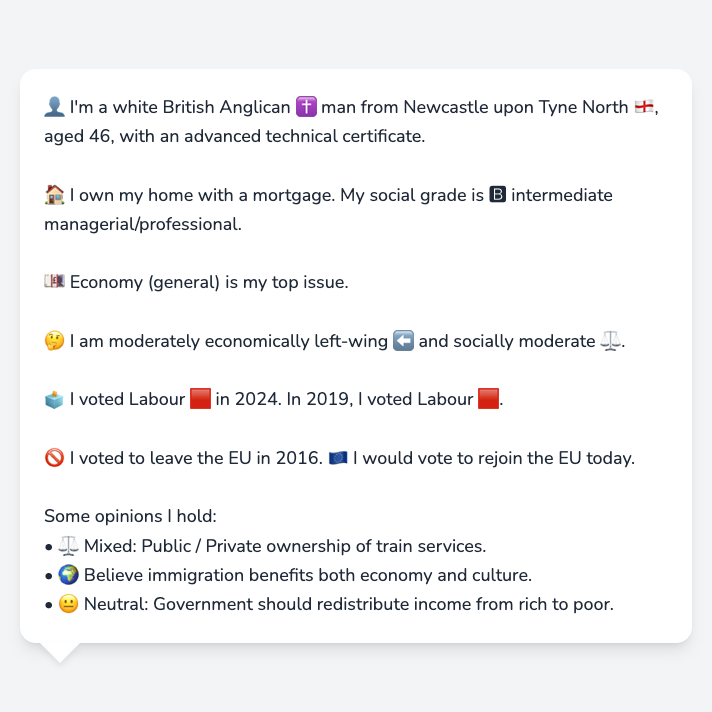 👤 I'm a white British Anglican ✝️ man from Newcastle upon Tyne North 🏴󠁧󠁢󠁥󠁮󠁧󠁿,
aged 46, with an advanced technical certificate.
🏠 I own my home with a mortgage. My social grade is 🅱️ intermediate
managerial/professional.
💷 Economy (general) is my top issue.
🤔 I am moderately economically left-wing ⬅️ and socially moderate ⚖️.
🗳️ I voted Labour 🟥 in 2024. In 2019, I voted Labour 🟥.
🚫 I voted to leave the EU in 2016. 🇪🇺 I would vote to rejoin the EU today.
Some opinions I hold:
• ⚖️ Mixed: Public / Private ownership of train services.
• 🌍 Believe immigration benefits both economy and culture.
• 😐 Neutral: Government should redistribute income from rich to poor.